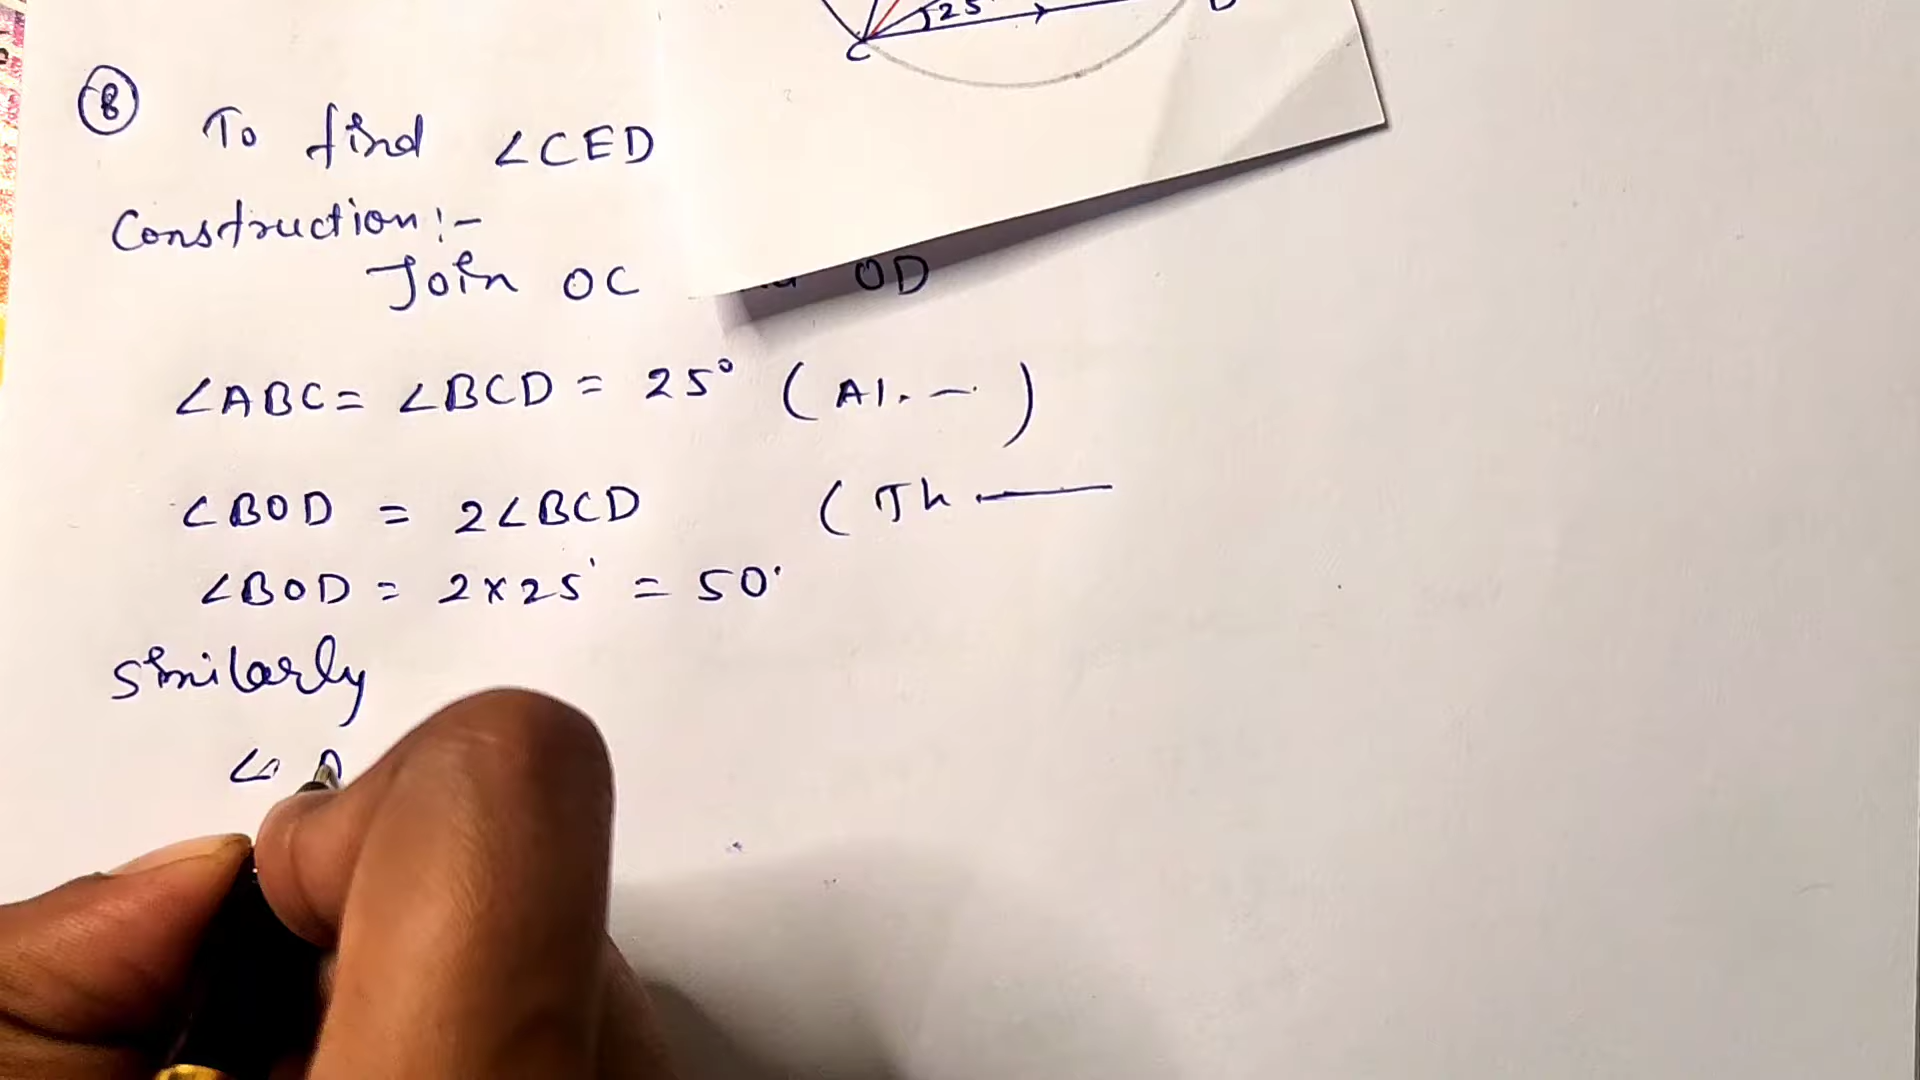 C 25°
8 To find ∠CED
Construction:-
Join OC OD
∠ABC = ∠BCD = 25° (Al. — )
∠BOD = 2∠BCD (Th —
∠BOD = 2×25° = 50°
Similarly
∠